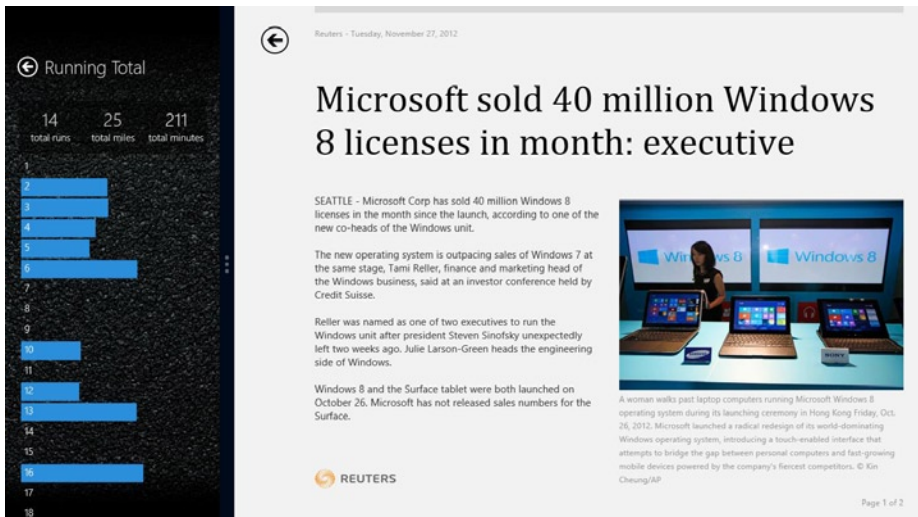 Running Total
14 25 211
total runs total miles total minutes
1
2
3
4
5
6
7
8
9
10
11
12
13
14
15
16
17
18
Reuters - Tuesday, November 27, 2012
Microsoft sold 40 million Windows
8 licenses in month: executive
SEATTLE - Microsoft Corp has sold 40 million Windows 8
licenses in the month since the launch, according to one of the
new co-heads of the Windows unit.
The new operating system is outpacing sales of Windows 7 at
the same stage, Tami Reller, finance and marketing head of
the Windows business, said at an investor conference held by
Credit Suisse.
Reller was named as one of two executives to run the
Windows unit after president Steven Sinofsky unexpectedly
left two weeks ago. Julie Larson-Green heads the engineering
side of Windows.
Windows 8 and the Surface tablet were both launched on
October 26. Microsoft has not released sales numbers for the
Surface.
REUTERS
Windows 8
SAMSUNG
SONY
A woman walks past laptop computers running Microsoft Windows 8
operating system during its launching ceremony in Hong Kong Friday, Oct.
26, 2012. Microsoft launched a radical redesign of its world-dominating
Windows operating system, introducing a touch-enabled interface that
attempts to bridge the gap between personal computers and fast-growing
mobile devices powered by the company's fiercest competitors. © Kin
Cheung/AP
Page 1 of 2